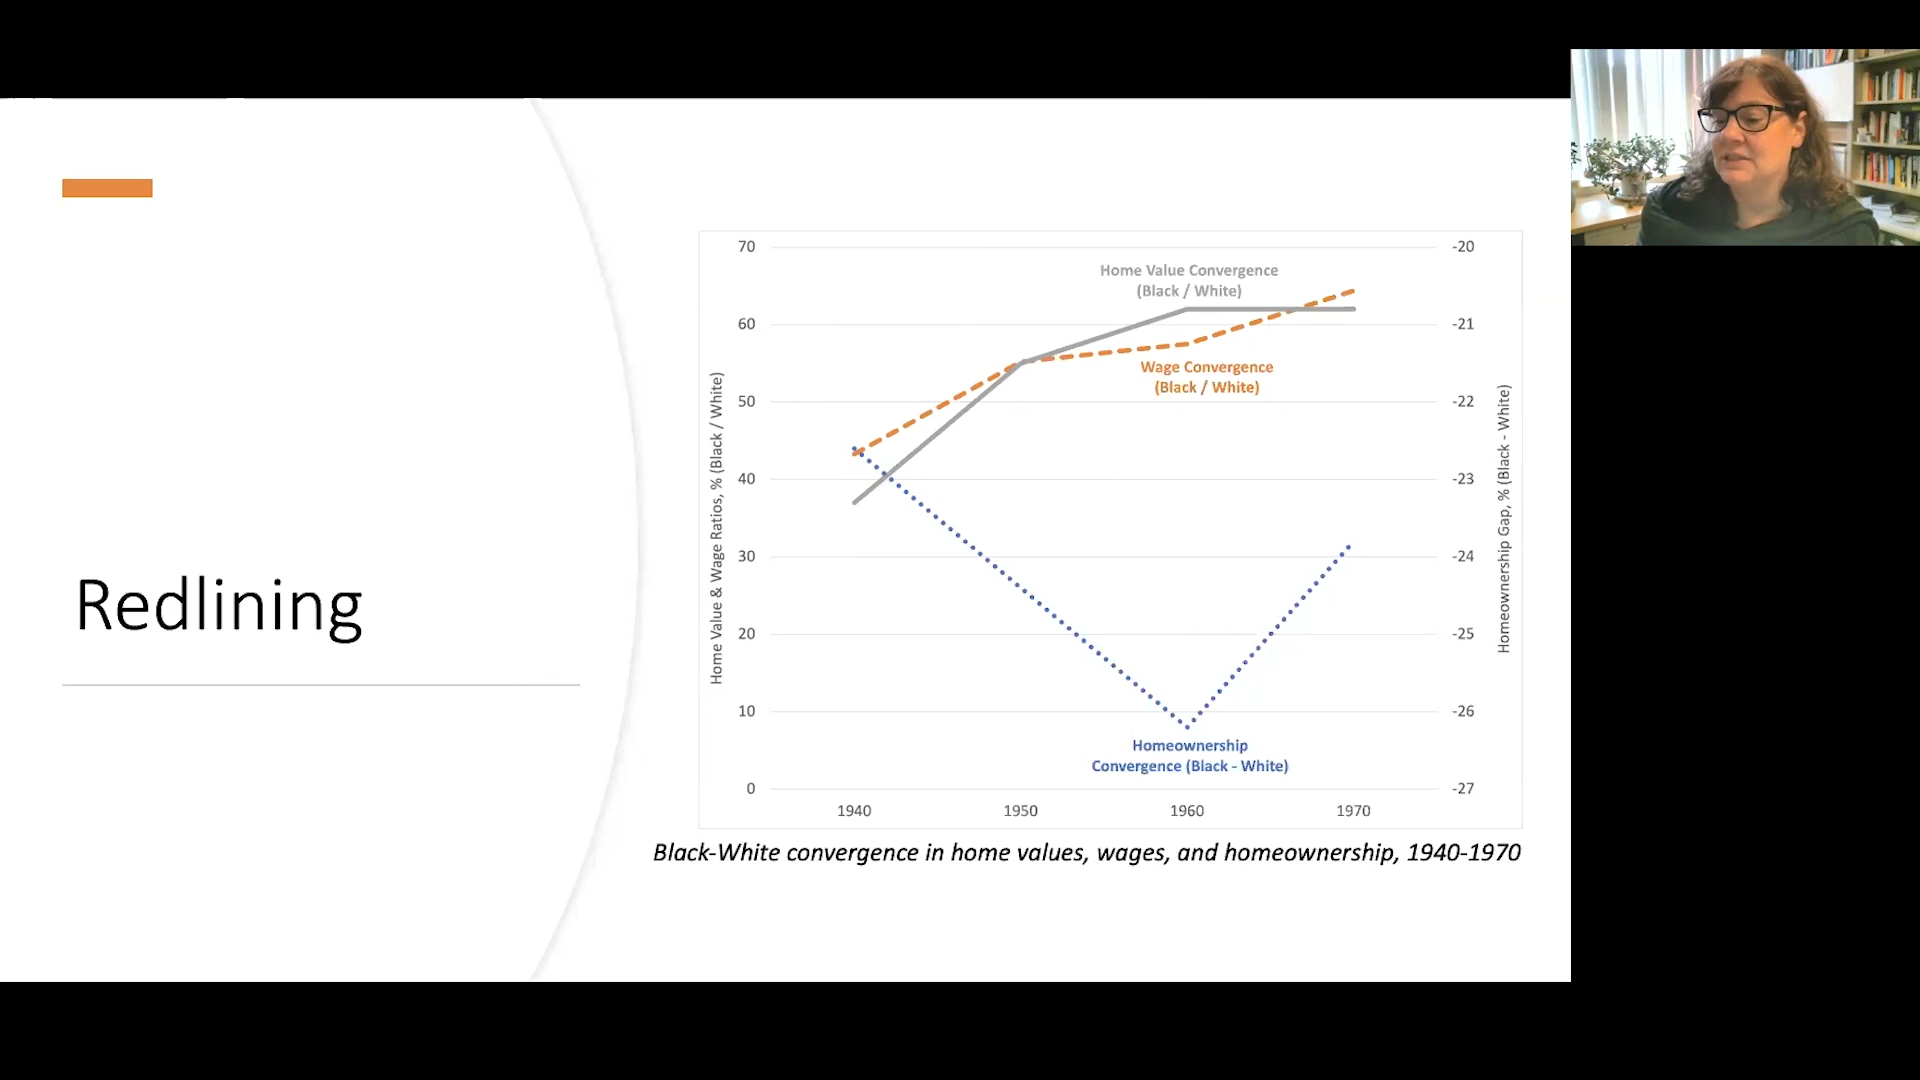 Redlining
70
60
50
40
30
20
10
0
Home Value & Wage Ratios, % (Black / White)
Home Value Convergence
(Black / White)
Wage Convergence
(Black / White)
Homeownership
Convergence (Black - White)
-20
-21
-22
-23
-24
-25
-26
-27
Homeownership Gap, % (Black - White)
1940 1950 1960 1970
Black-White convergence in home values, wages, and homeownership, 1940-1970